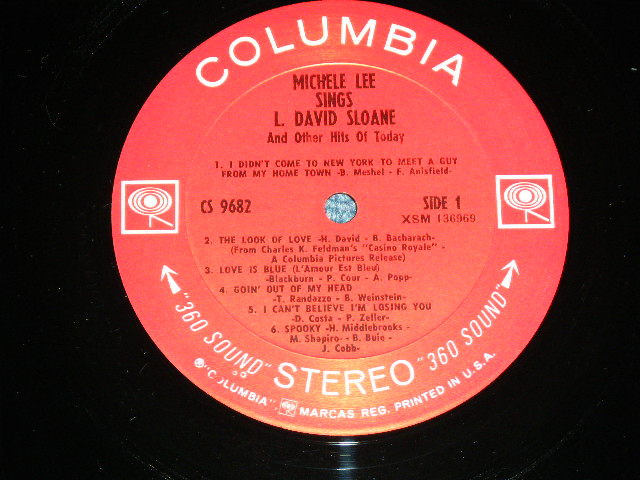 COLUMBIA
MICHELE LEE
SINGS
L. DAVID SLOANE
And Other Hits Of Today
1. I DIDN'T COME TO NEW YORK TO MEET A GUY
FROM MY HOME TOWN -B. Meshel - F. Anisfield-
CS 9682
SIDE 1
XSM 136969
2. THE LOOK OF LOVE -H. David - B. Bacharach-
(From Charles K. Feldman's "Casino Royale" -
A Columbia Pictures Release)
3. LOVE IS BLUE (L'Amour Est Bleu)
-Blackburn - P. Cour - A. Popp-
4. GOIN' OUT OF MY HEAD
-T. Randazzo - B. Weinstein-
5. I CAN'T BELIEVE I'M LOSING YOU
-D. Costa - P. Zeller-
6. SPOOKY -H. Middlebrooks -
M. Shapiro- - B. Buie -
J. Cobb-
"360 SOUND" STEREO "360 SOUND"
® "COLUMBIA", MARCAS REG. PRINTED IN U.S.A.